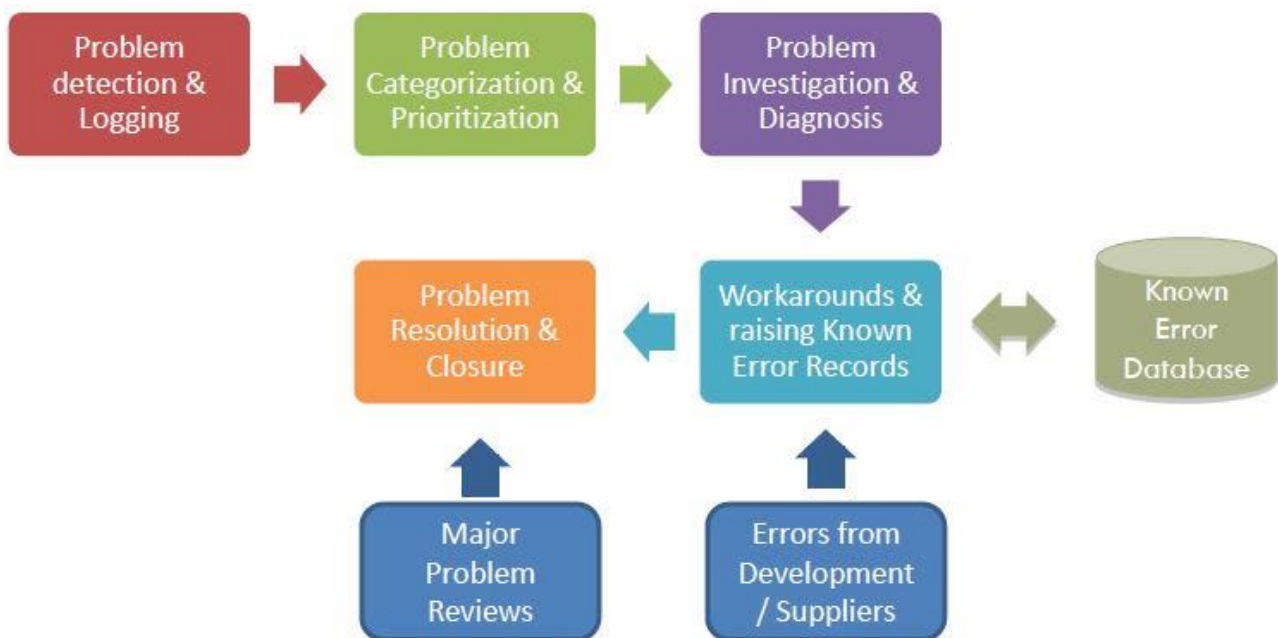 Problem
detection &
Logging
Problem
Categorization &
Prioritization
Problem
Investigation &
Diagnosis
Problem
Resolution &
Closure
Workarounds &
raising Known
Error Records
Known
Error
Database
Major
Problem
Reviews
Errors from
Development
/ Suppliers